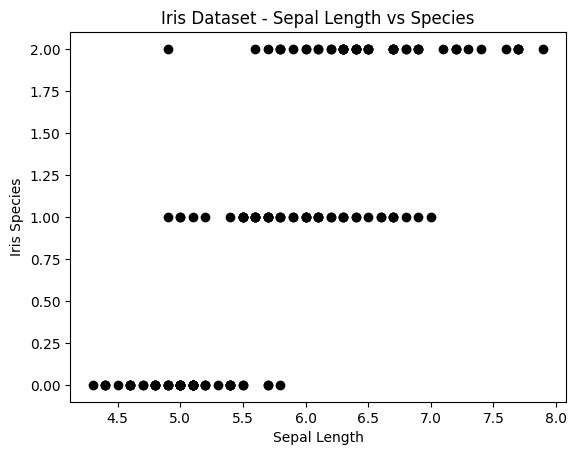 Iris Dataset - Sepal Length vs Species
2.00
1.75
1.50
1.25
1.00
0.75
0.50
0.25
0.00
Iris Species
4.5 5.0 5.5 6.0 6.5 7.0 7.5 8.0
Sepal Length